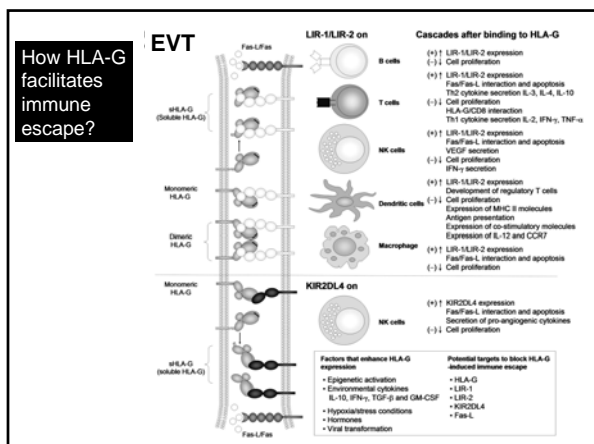 How HLA-G
facilitates
immune
escape?
EVT
Fas-L/Fas
sHLA-G
(Soluble HLA-G)
Monomeric
HLA-G
Dimeric
HLA-G
Monomeric
HLA-G
sHLA-G
(soluble HLA-G)
Fas-L/Fas
LIR-1/LIR-2 on
B cells
T cells
NK cells
Dendritic cells
Macrophage
KIR2DL4 on
NK cells
Cascades after binding to HLA-G
(+)↑ LIR-1/LIR-2 expression
(−)↓ Cell proliferation
(+)↑ LIR-1/LIR-2 expression
Fas/Fas-L interaction and apoptosis
Th2 cytokine secretion IL-3, IL-4, IL-10
(−)↓ Cell proliferation
HLA-G/CD8 interaction
Th1 cytokine secretion IL-2, IFN-γ, TNF-α
(+)↑ LIR-1/LIR-2 expression
Fas/Fas-L interaction and apoptosis
VEGF secretion
(−)↓ Cell proliferation
IFN-γ secretion
(+)↑ LIR-1/LIR-2 expression
Development of regulatory T cells
(−)↓ Cell proliferation
Expression of MHC II molecules
Antigen presentation
Expression of co-stimulatory molecules
Expression of IL-12 and CCR7
(+)↑ LIR-1/LIR-2 expression
Fas/Fas-L interaction and apoptosis
(−)↓ Cell proliferation
(+)↑ KIR2DL4 expression
Fas/Fas-L interaction and apoptosis
Secretion of pro-angiogenic cytokines
(−)↓ Cell proliferation
Factors that enhance HLA-G
expression
• Epigenetic activation
• Environmental cytokines
IL-10, IFN-γ, TGF-β and GM-CSF
• Hypoxia/stress conditions
• Hormones
• Viral transformation
Potential targets to block HLA-G
-induced immune escape
• HLA-G
• LIR-1
• LIR-2
• KIR2DL4
• Fas-L